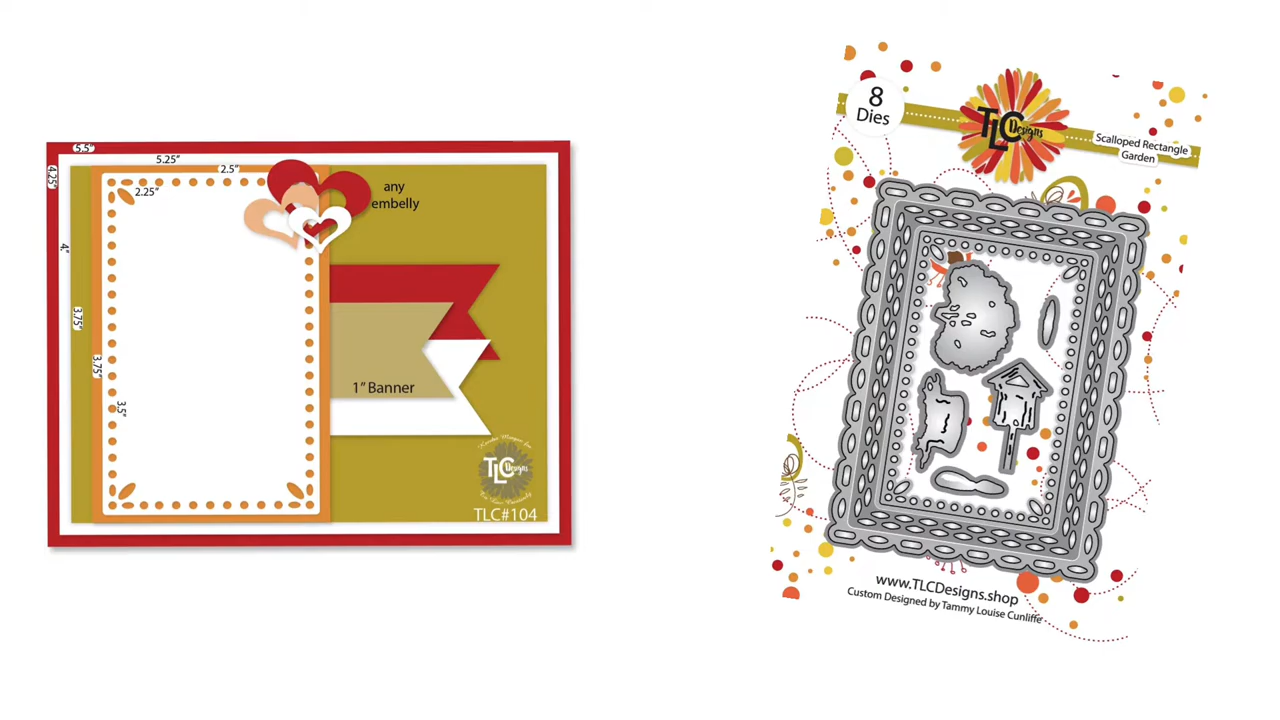 5.5”
4.25”
5.25”
4.”
2.5”
2.25”
3.75”
3.75”
3.5”
any
embelly
1” Banner
TLC
Designs
TLC#104
8
Dies
TLC Designs
Scalloped Rectangle
Garden
www.TLCDesigns.shop
Custom Designed by Tammy Louise Cunliffe